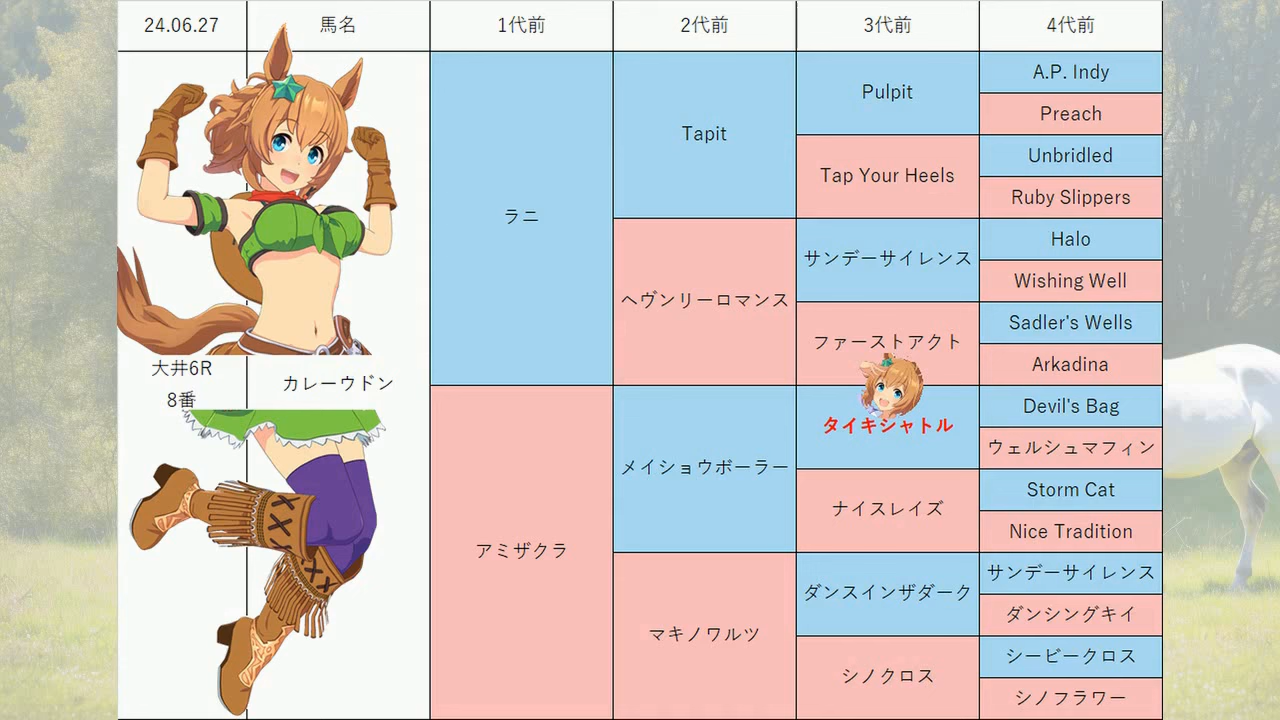 24.06.27
馬名
1代前
2代前
3代前
4代前
大井6R
8番
カレーウドン
ラニ
アミザクラ
Tapit
ヘヴンリーロマンス
メイショウボーラー
マキノワルツ
Pulpit
Tap Your Heels
サンデーサイレンス
ファーストアクト
タイキシャトル
ナイスレイズ
ダンスインザダーク
シノクロス
A.P. Indy
Preach
Unbridled
Ruby Slippers
Halo
Wishing Well
Sadler's Wells
Arkadina
Devil's Bag
ウェルシュマフィン
Storm Cat
Nice Tradition
サンデーサイレンス
ダンシングキイ
シービークロス
シノフラワー